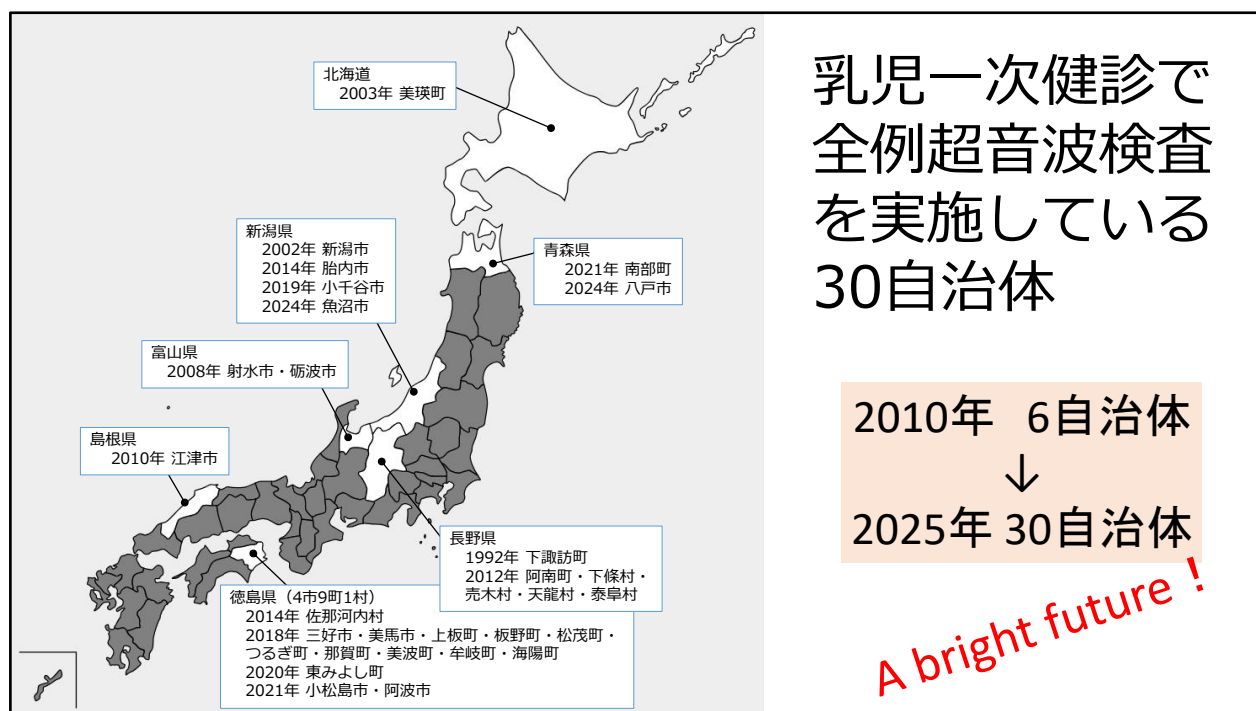 乳児一次健診で
全例超音波検査
を実施している
30自治体
2010年 6自治体
↓
2025年 30自治体
A bright future！
北海道
2003年 美瑛町
青森県
2021年 南部町
2024年 八戸市
新潟県
2002年 新潟市
2014年 胎内市
2019年 小千谷市
2024年 魚沼市
富山県
2008年 射水市・砺波市
島根県
2010年 江津市
長野県
1992年 下諏訪町
2012年 阿南町・下條村・
売木村・天龍村・泰阜村
徳島県（4市9町1村）
2014年 佐那河内村
2018年 三好市・美馬市・上板町・板野町・松茂町・
つるぎ町・那賀町・美波町・牟岐町・海陽町
2020年 東みよし町
2021年 小松島市・阿波市